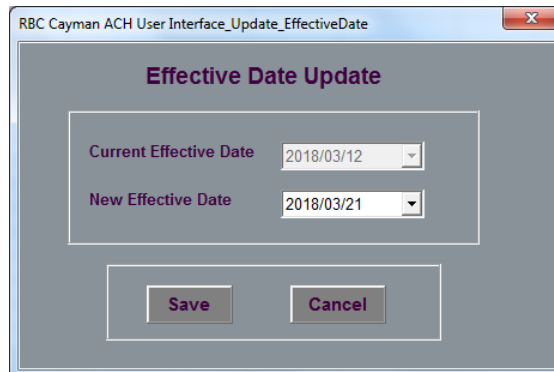 RBC Cayman ACH User Interface_Update_EffectiveDate
Effective Date Update
Current Effective Date 2018/03/12
New Effective Date 2018/03/21
Save Cancel